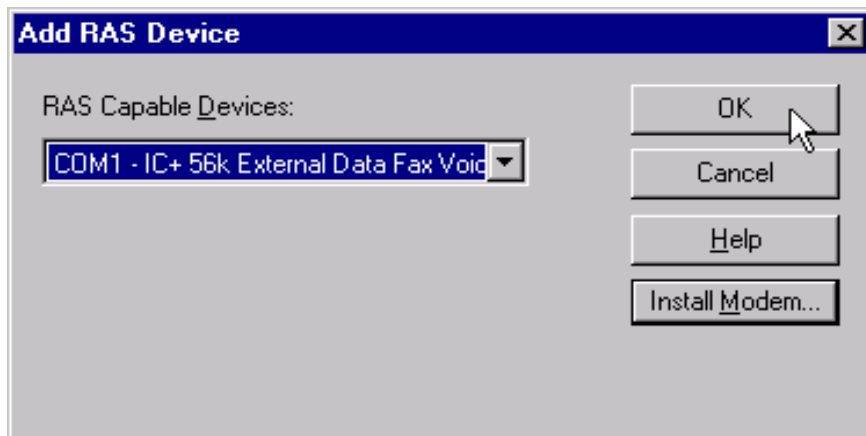 Add RAS Device
RAS Capable Devices:
COM1 - IC+ 56k External Data Fax Voic
OK
Cancel
Help
Install Modem...